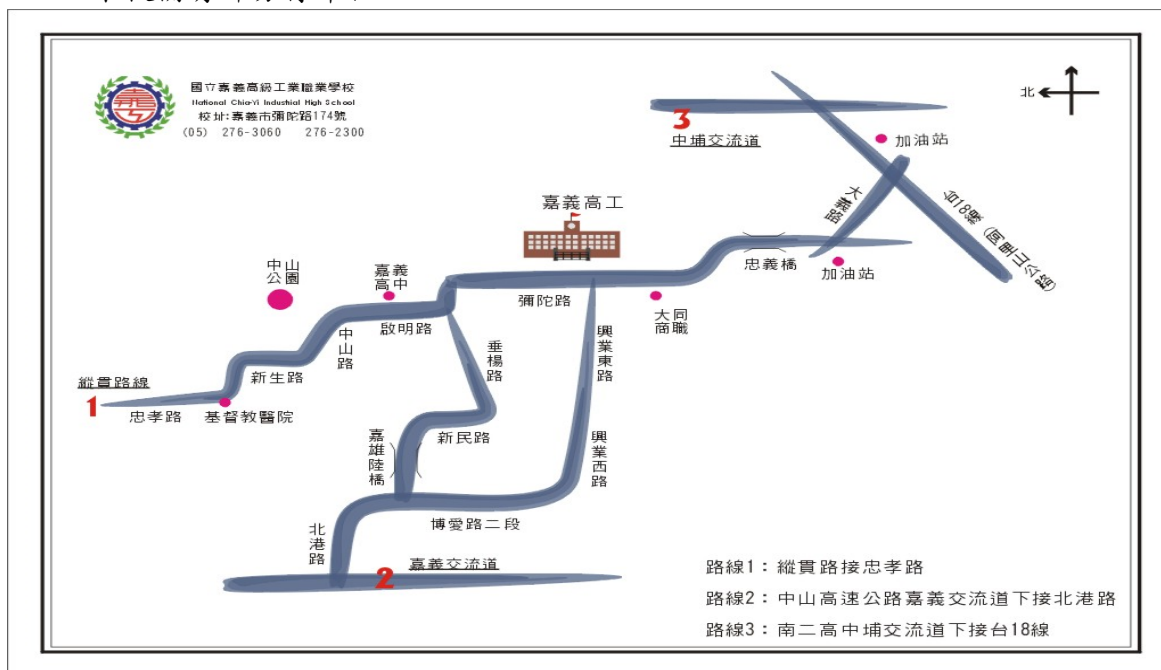 國立嘉義高級工業職業學校
National Chia-Yi Industrial High School
校址:嘉義市彌陀路174號
(05) 276-3060 276-2300
北
3
中埔交流道
加油站
大義路
台18線 (阿里山公路)
嘉義高工
忠義橋
加油站
中山
公園
嘉義
高中
彌陀路
大同
商職
啟明路
中山路
垂楊路
興業東路
新生路
縱貫路線
1
忠孝路
基督教醫院
新民路
嘉雄陸橋
興業西路
博愛路二段
北港路
嘉義交流道
2
路線1：縱貫路接忠孝路
路線2：中山高速公路嘉義交流道下接北港路
路線3：南二高中埔交流道下接台18線